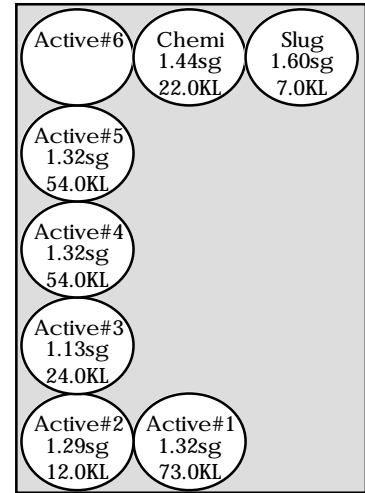 Active#6
Chemi
1.44sg
22.0KL
Slug
1.60sg
7.0KL
Active#5
1.32sg
54.0KL
Active#4
1.32sg
54.0KL
Active#3
1.13sg
24.0KL
Active#2
1.29sg
12.0KL
Active#1
1.32sg
73.0KL